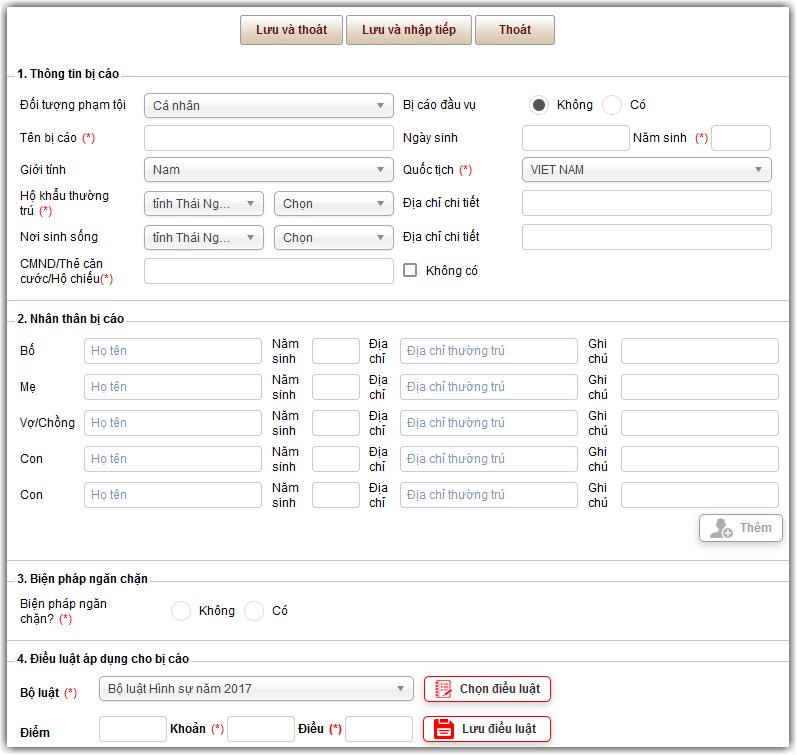 Lưu và thoát Lưu và nhập tiếp Thoát
1. Thông tin bị cáo
Đối tượng phạm tội Cá nhân Bị cáo đầu vụ Không Có
Tên bị cáo (*) Ngày sinh Năm sinh (*)
Giới tính Nam Quốc tịch (*) VIET NAM
Hộ khẩu thường
trú (*) tỉnh Thái Ng... Chọn Địa chỉ chi tiết
Nơi sinh sống tỉnh Thái Ng... Chọn Địa chỉ chi tiết
CMND/Thẻ căn
cước/Hộ chiếu(*) Không có
2. Nhân thân bị cáo
Bố Họ tên Năm sinh Địa chỉ Địa chỉ thường trú Ghi chú
Mẹ Họ tên Năm sinh Địa chỉ Địa chỉ thường trú Ghi chú
Vợ/Chồng Họ tên Năm sinh Địa chỉ Địa chỉ thường trú Ghi chú
Con Họ tên Năm sinh Địa chỉ Địa chỉ thường trú Ghi chú
Con Họ tên Năm sinh Địa chỉ Địa chỉ thường trú Ghi chú
Thêm
3. Biện pháp ngăn chặn
Biện pháp ngăn
chặn? (*) Không Có
4. Điều luật áp dụng cho bị cáo
Bộ luật (*) Bộ luật Hình sự năm 2017 Chọn điều luật
Điểm Khoản (*) Điều (*) Lưu điều luật